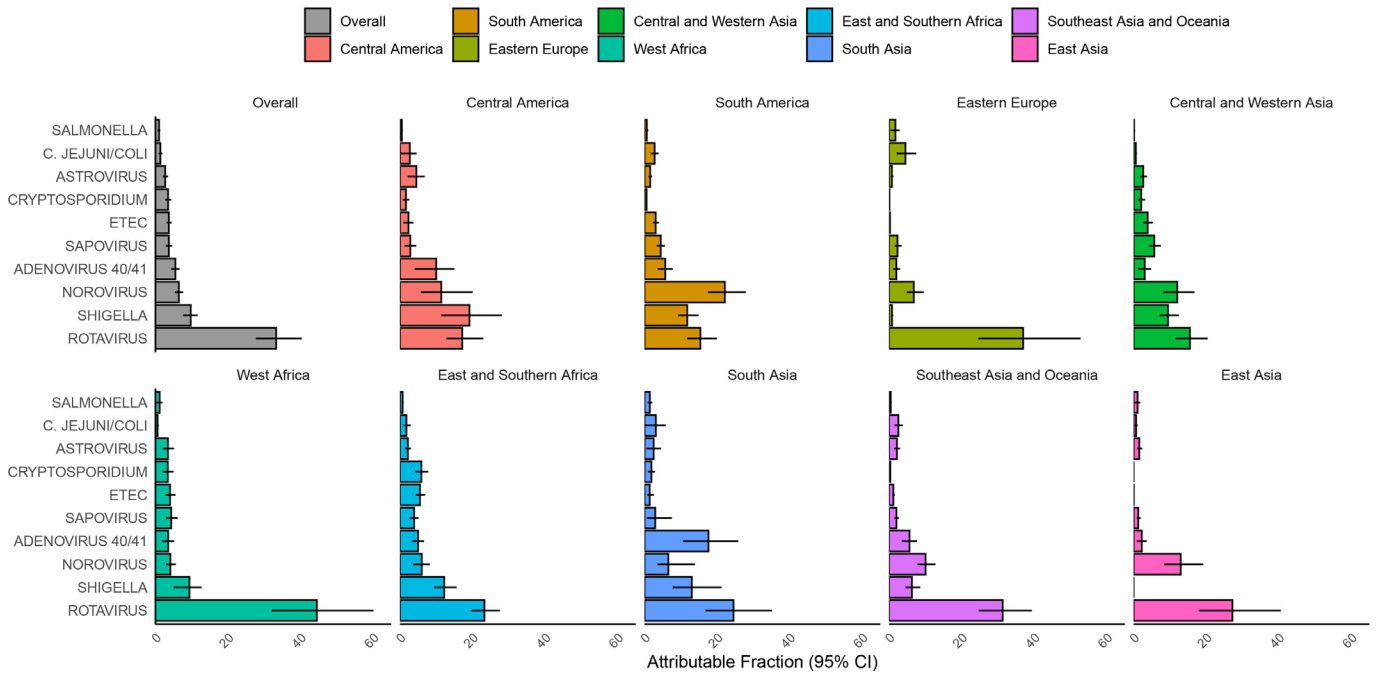 Overall South America Central and Western Asia East and Southern Africa Southeast Asia and Oceania
Central America Eastern Europe West Africa South Asia East Asia
Overall Central America South America Eastern Europe Central and Western Asia
SALMONELLA
C. JEJUNI/COLI
ASTROVIRUS
CRYPTOSPORIDIUM
ETEC
SAPOVIRUS
ADENOVIRUS 40/41
NOROVIRUS
SHIGELLA
ROTAVIRUS
West Africa East and Southern Africa South Asia Southeast Asia and Oceania East Asia
SALMONELLA
C. JEJUNI/COLI
ASTROVIRUS
CRYPTOSPORIDIUM
ETEC
SAPOVIRUS
ADENOVIRUS 40/41
NOROVIRUS
SHIGELLA
ROTAVIRUS
0 20 40 60 0 20 40 60 0 20 40 60 0 20 40 60 0 20 40 60
Attributable Fraction (95% CI)